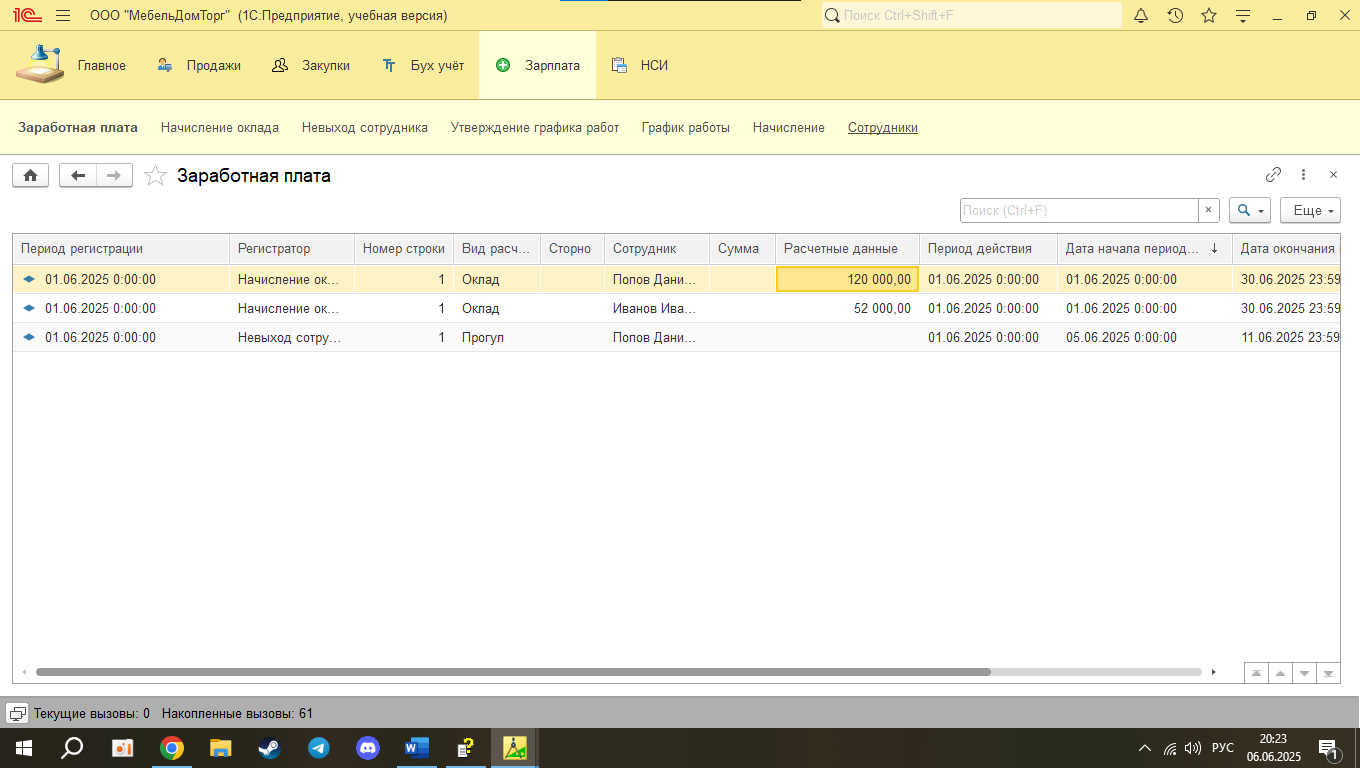 1С ООО "МебельДомТорг" (1С:Предприятие, учебная версия) Поиск Ctrl+Shift+F
Главное Продажи Закупки Бух учёт Зарплата НСИ
Заработная плата Начисление оклада Невыход сотрудника Утверждение графика работ График работы Начисление Сотрудники
Заработная плата
Поиск (Ctrl+F) × Еще
Период регистрации Регистратор Номер строки Вид расч... Сторно Сотрудник Сумма Расчетные данные Период действия Дата начала период... ↓ Дата окончания
01.06.2025 0:00:00 Начисление ок... 1 Оклад Попов Дани... 120 000,00 01.06.2025 0:00:00 01.06.2025 0:00:00 30.06.2025 23:59
01.06.2025 0:00:00 Начисление ок... 1 Оклад Иванов Ива... 52 000,00 01.06.2025 0:00:00 01.06.2025 0:00:00 30.06.2025 23:59
01.06.2025 0:00:00 Невыход сотру... 1 Прогул Попов Дани... 01.06.2025 0:00:00 05.06.2025 0:00:00 11.06.2025 23:59
Текущие вызовы: 0 Накопленные вызовы: 61
РУС 20:23
06.06.2025 1